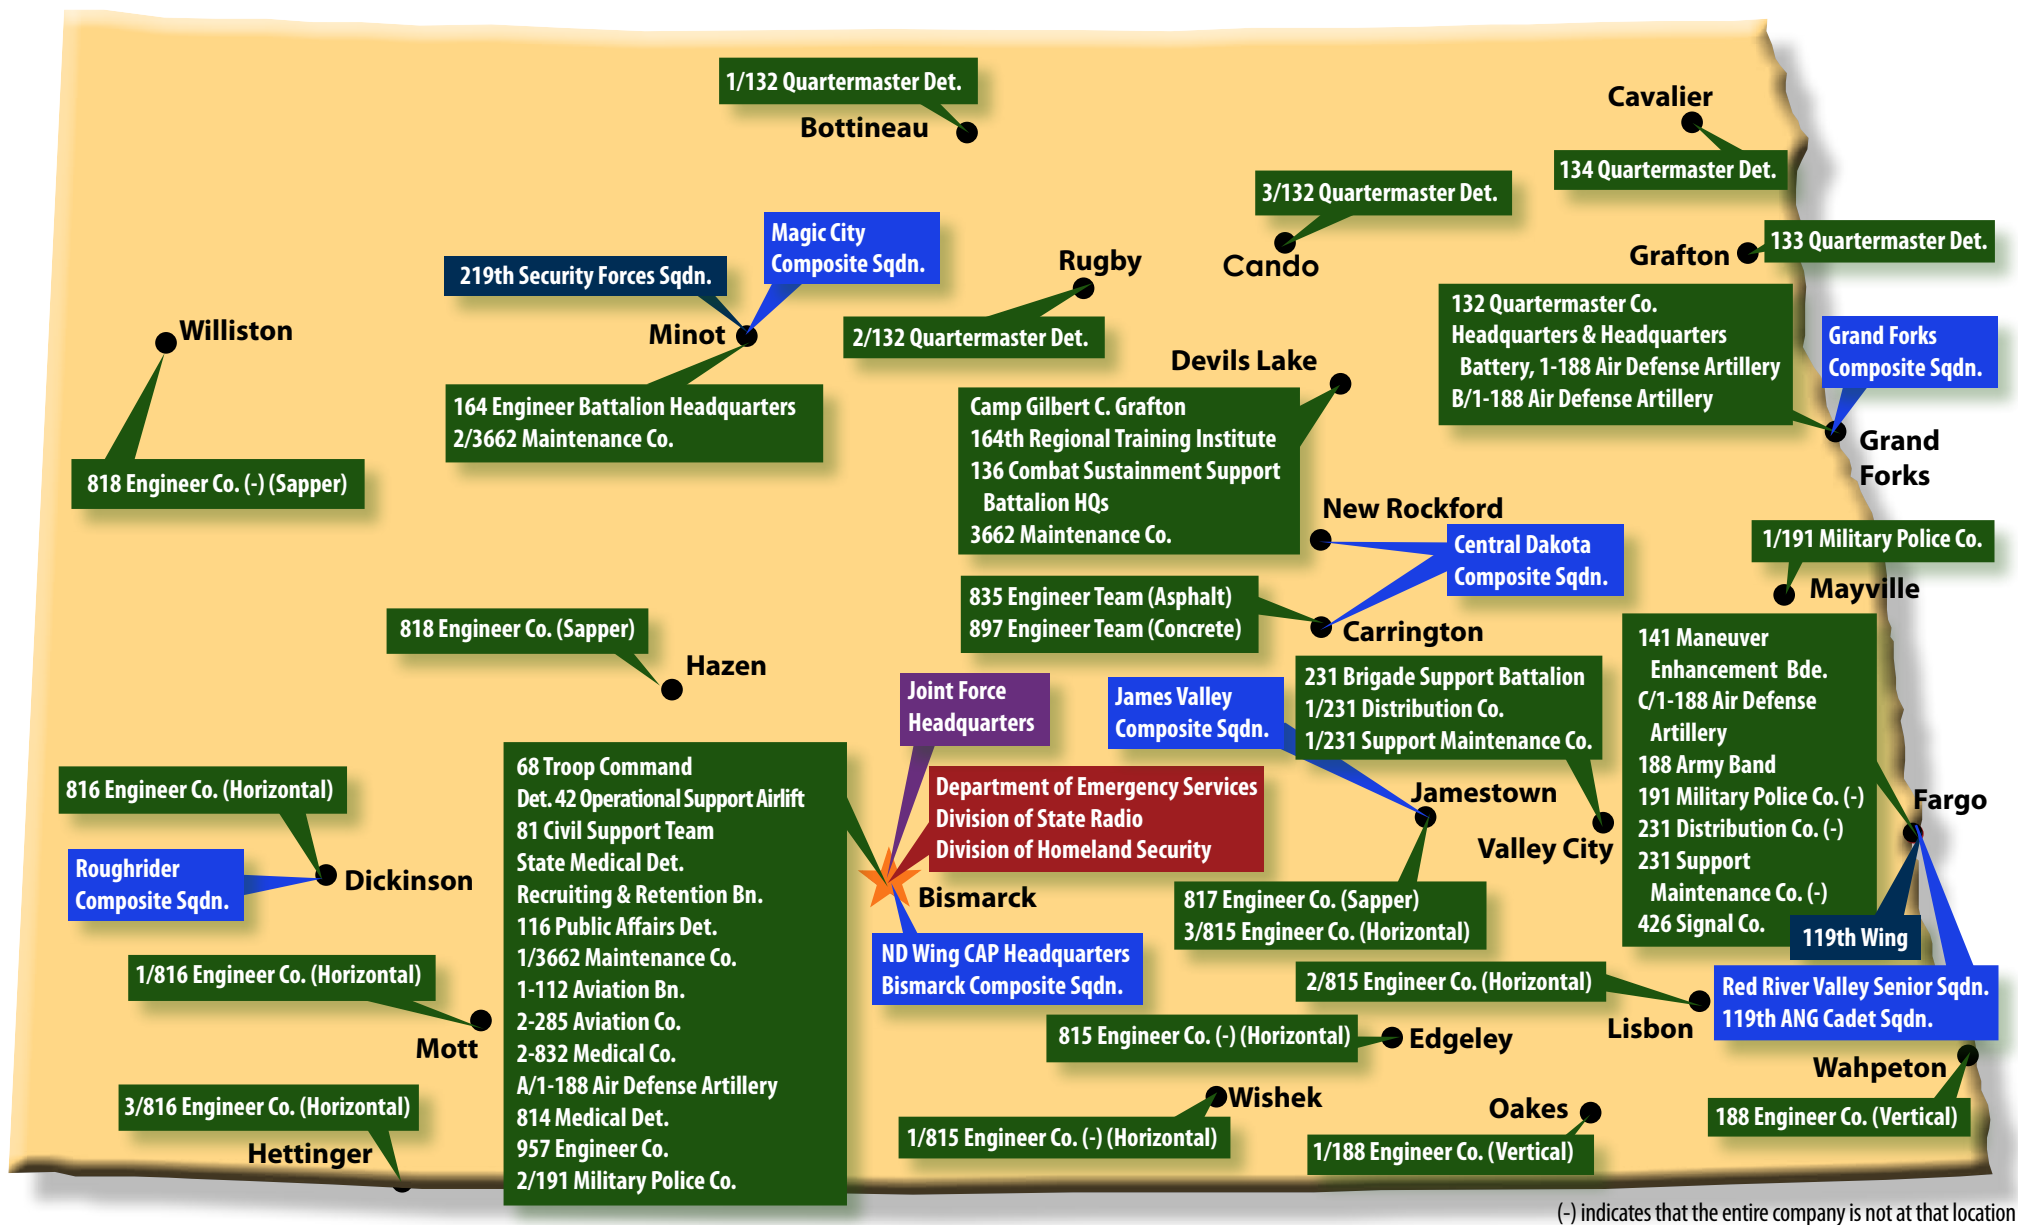 1/132 Quartermaster Det.
Bottineau
Cavalier
134 Quartermaster Det.
3/132 Quartermaster Det.
Cando
133 Quartermaster Det.
Grafton
Magic City
Composite Sqdn.
219th Security Forces Sqdn.
Minot
164 Engineer Battalion Headquarters
2/3662 Maintenance Co.
Rugby
2/132 Quartermaster Det.
Williston
818 Engineer Co. (-) (Sapper)
132 Quartermaster Co.
Headquarters & Headquarters
Battery, 1-188 Air Defense Artillery
B/1-188 Air Defense Artillery
Grand Forks
Composite Sqdn.
Grand
Forks
Devils Lake
Camp Gilbert C. Grafton
164th Regional Training Institute
136 Combat Sustainment Support
Battalion HQs
3662 Maintenance Co.
New Rockford
Central Dakota
Composite Sqdn.
835 Engineer Team (Asphalt)
897 Engineer Team (Concrete)
Carrington
1/191 Military Police Co.
Mayville
818 Engineer Co. (Sapper)
Hazen
Joint Force
Headquarters
Department of Emergency Services
Division of State Radio
Division of Homeland Security
Bismarck
ND Wing CAP Headquarters
Bismarck Composite Sqdn.
68 Troop Command
Det. 42 Operational Support Airlift
81 Civil Support Team
State Medical Det.
Recruiting & Retention Bn.
116 Public Affairs Det.
1/3662 Maintenance Co.
1-112 Aviation Bn.
2-285 Aviation Co.
2-832 Medical Co.
A/1-188 Air Defense Artillery
814 Medical Det.
957 Engineer Co.
2/191 Military Police Co.
James Valley
Composite Sqdn.
Jamestown
817 Engineer Co. (Sapper)
3/815 Engineer Co. (Horizontal)
231 Brigade Support Battalion
1/231 Distribution Co.
1/231 Support Maintenance Co.
Valley City
141 Maneuver
Enhancement Bde.
C/1-188 Air Defense
Artillery
188 Army Band
191 Military Police Co. (-)
231 Distribution Co. (-)
231 Support
Maintenance Co. (-)
426 Signal Co.
Fargo
119th Wing
Red River Valley Senior Sqdn.
119th ANG Cadet Sqdn.
816 Engineer Co. (Horizontal)
Roughrider
Composite Sqdn.
Dickinson
1/816 Engineer Co. (Horizontal)
Mott
3/816 Engineer Co. (Horizontal)
Hettinger
2/815 Engineer Co. (Horizontal)
Lisbon
815 Engineer Co. (-) (Horizontal)
Edgeley
Wishek
1/815 Engineer Co. (-) (Horizontal)
Oakes
1/188 Engineer Co. (Vertical)
Wahpeton
188 Engineer Co. (Vertical)
(-) indicates that the entire company is not at that location